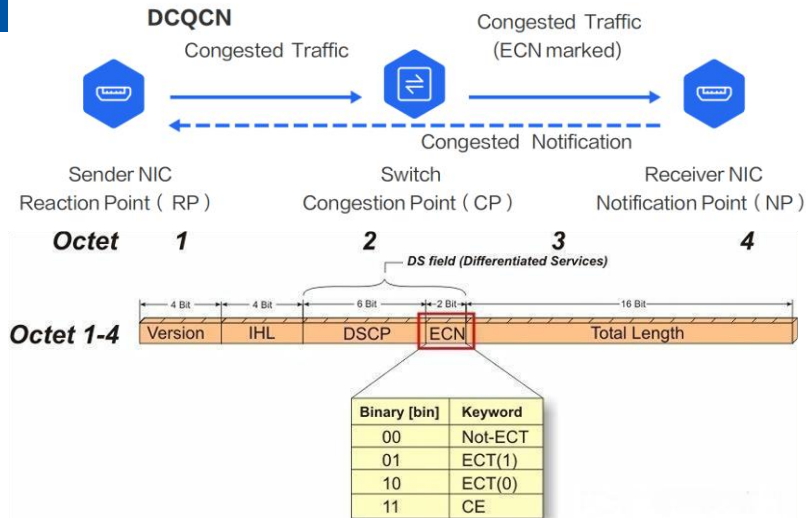 DCQCN
Congested Traffic
Congested Traffic
(ECN marked)
Congested Notification
Sender NIC
Reaction Point ( RP )
Switch
Congestion Point ( CP )
Receiver NIC
Notification Point ( NP )
Octet 1 2 3 4
DS field (Differentiated Services)
4 Bit 4 Bit 6 Bit 2 Bit 16 Bit
Octet 1-4 Version IHL DSCP ECN Total Length
Binary [bin] Keyword
00 Not-ECT
01 ECT(1)
10 ECT(0)
11 CE